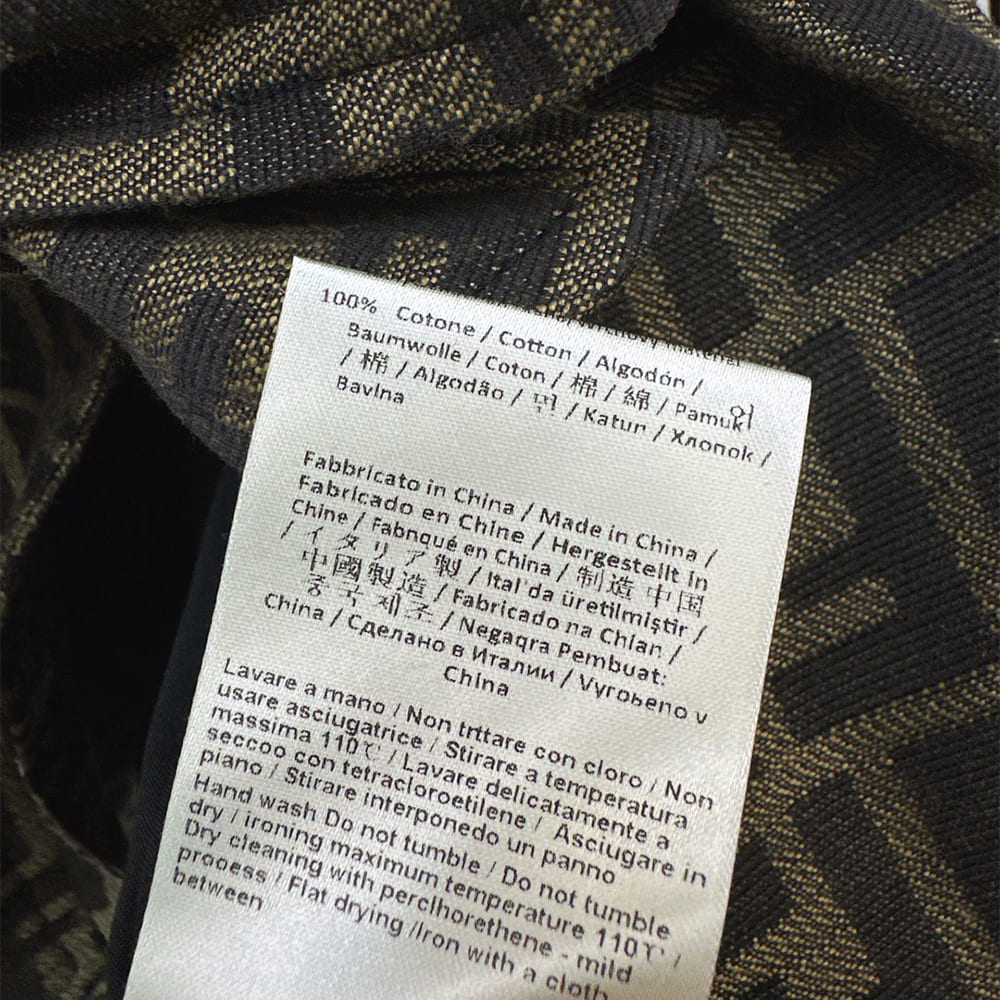 100% Cotone / Cotton / Algodón /
Baumwolle / Coton / 棉 / 綿 / Pamuk
/ 棉 / Algodão / 면 / Katun / Хлопок /
Bavlna
Fabbricato in China / Made in China /
Fabricado en Chine / Hergestellt in
Chine / Fabnqué en China / 制造 中国
/ イタリア製 / Ital'da üretilmiştir /
中國製造 / Fabricado na Chian /
중국제조 / Negaqra Pembuat:
China / Сделано в Италии / Vyrobeno v
China
Lavare a mano / Non trttare con cloro / Non
usare asciugatrice / Stirare a temperatura
massima 110℃ / Lavare delicatamente a
seccoo con tetracloroetilene / Asciugare in
piano / Stirare interponedo un panno
Hand wash Do not tumble / Do not tumble
dry / ironing maximum temperature 110℃ /
Dry cleaning with perclhorethene - mild
prooess / Flat drying /Iron with a cloth
between